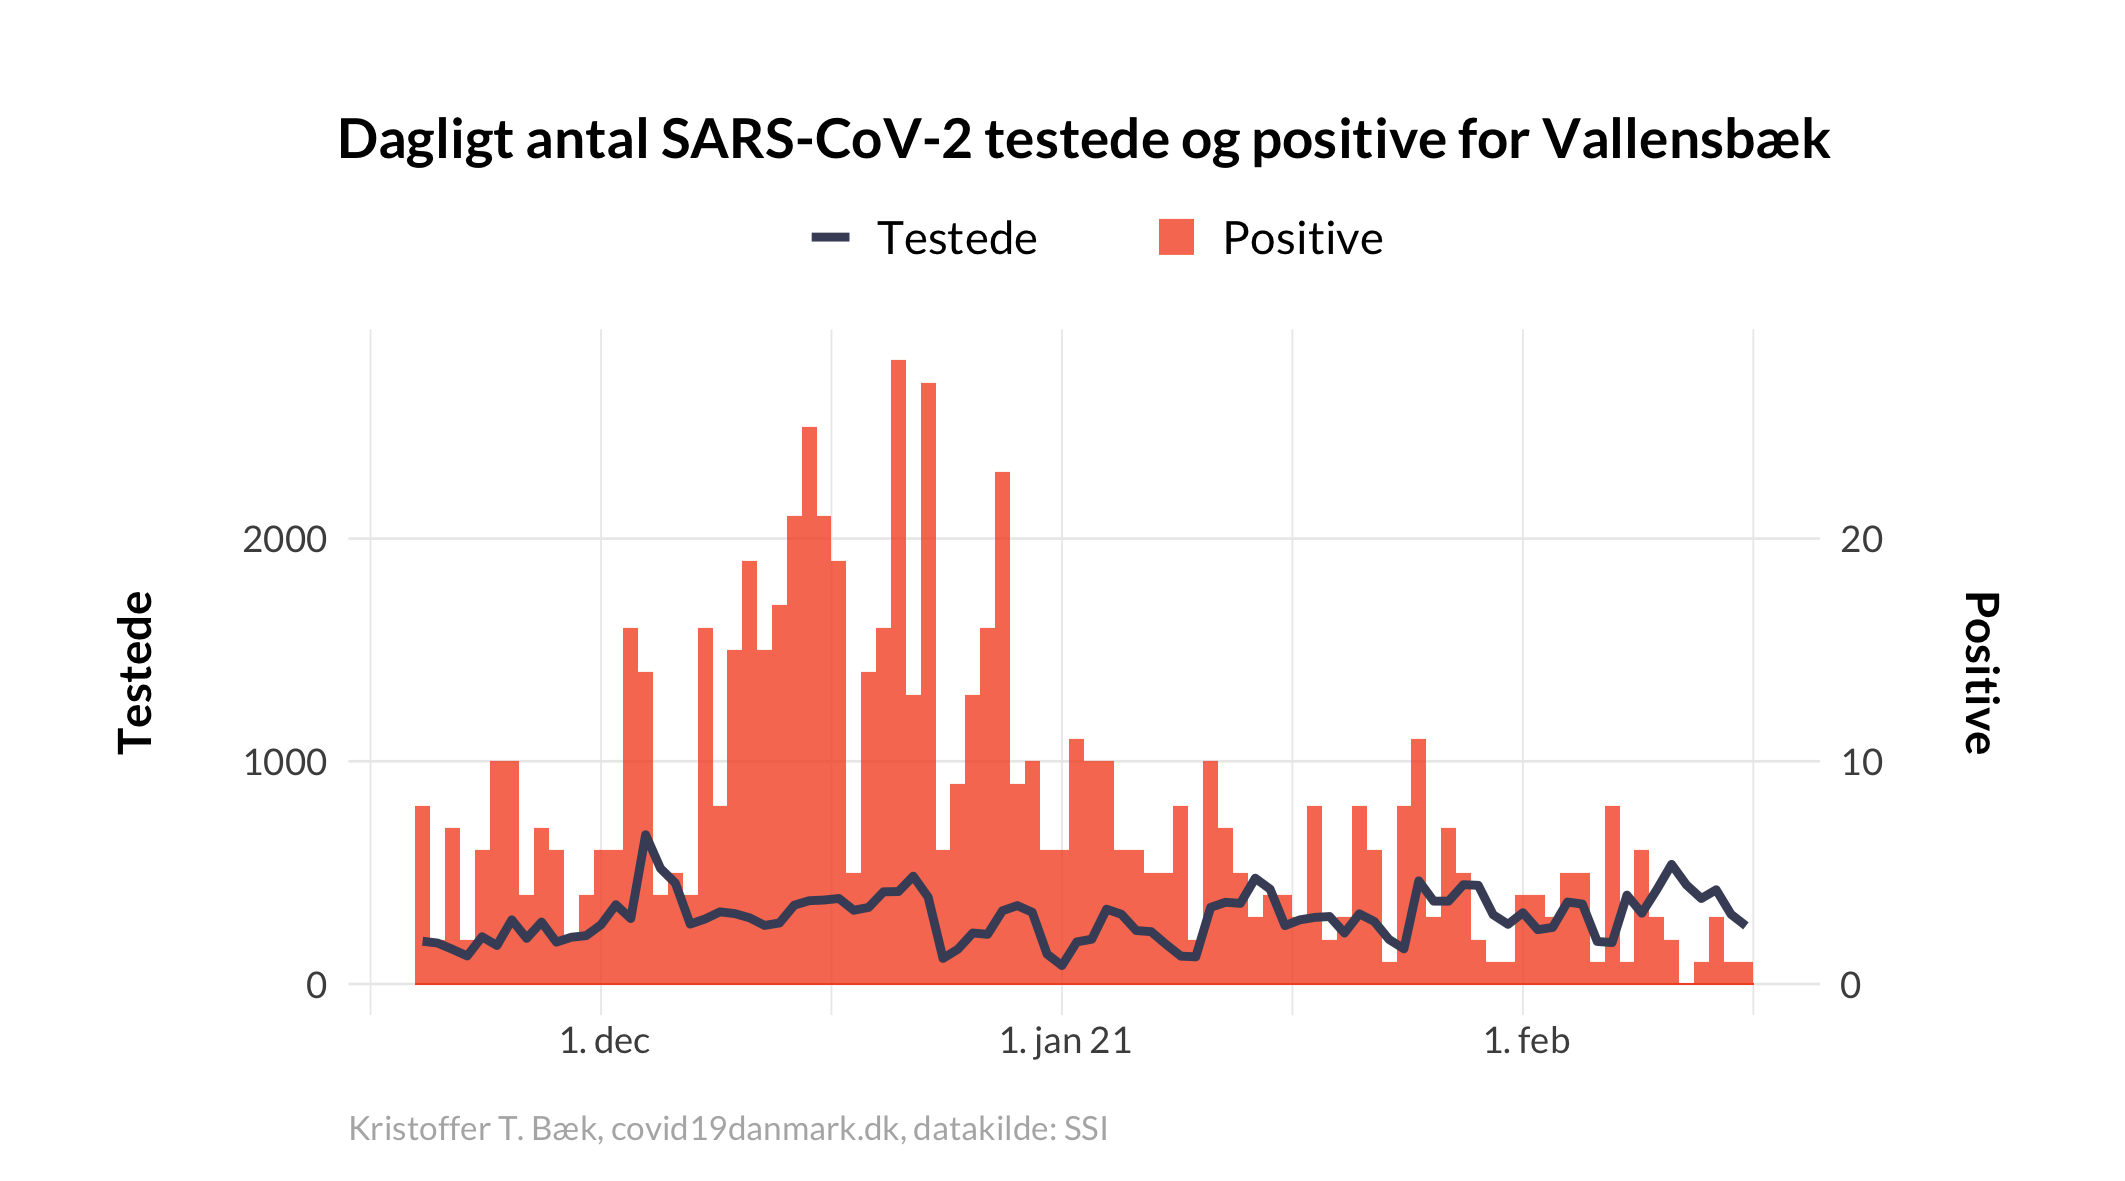 Dagligt antal SARS-CoV-2 testede og positive for Vallensbæk
Testede
Positive
2000
1000
0
Testede
20
10
0
Positive
1. dec
1. jan 21
1. feb
Kristoffer T. Bæk, covid19danmark.dk, datakilde: SSI